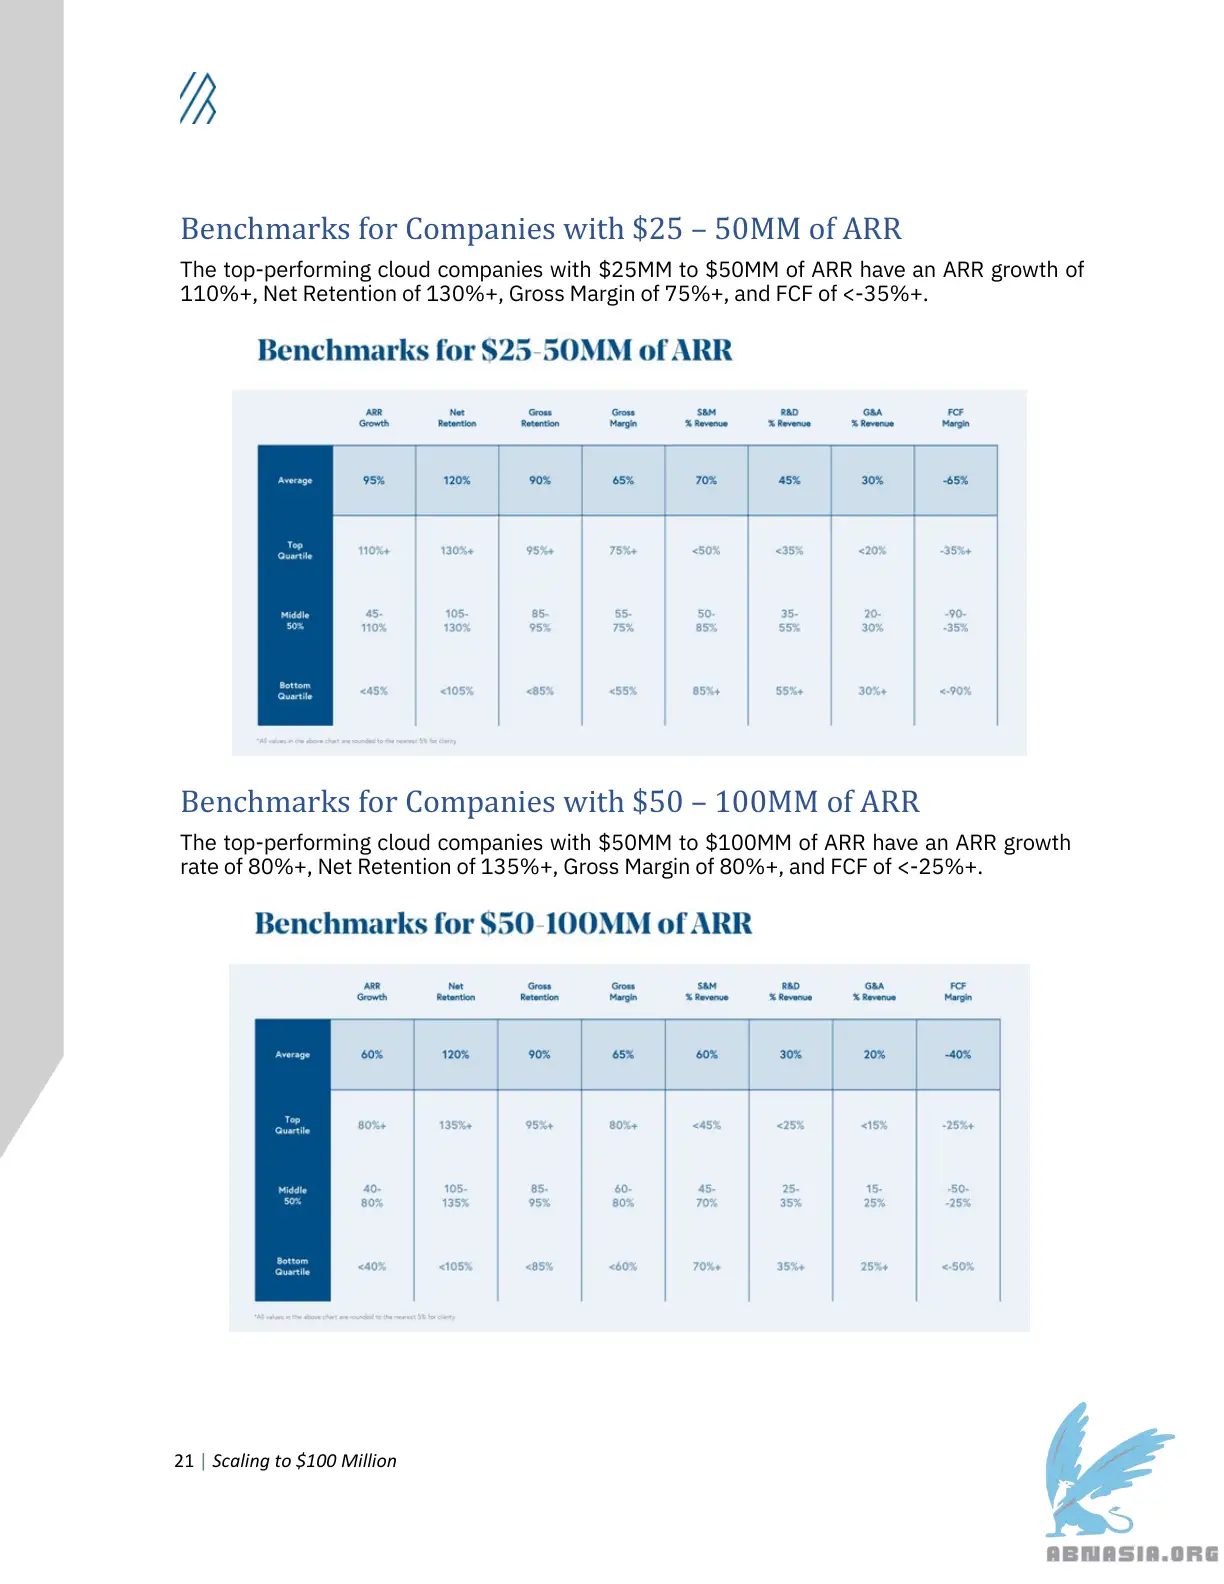 Benchmarks for Companies with $25 – 50MM of ARR
The top-performing cloud companies with $25MM to $50MM of ARR have an ARR growth of
110%+, Net Retention of 130%+, Gross Margin of 75%+, and FCF of <-35%+.
Benchmarks for $25-50MM of ARR
ARR Growth Net Retention Gross Retention Gross Margin S&M % Revenue R&D % Revenue G&A % Revenue FCF Margin
Average 95% 120% 90% 65% 70% 45% 30% -65%
Top Quartile 110%+ 130%+ 95%+ 75%+ <50% <35% <20% -35%+
Middle 50% 45-110% 105-130% 85-95% 55-75% 50-85% 35-55% 20-30% -90--35%
Bottom Quartile <45% <105% <85% <55% 85%+ 55%+ 30%+ <-90%
*All values in the above chart are rounded to the nearest 5% for clarity
Benchmarks for Companies with $50 – 100MM of ARR
The top-performing cloud companies with $50MM to $100MM of ARR have an ARR growth
rate of 80%+, Net Retention of 135%+, Gross Margin of 80%+, and FCF of <-25%+.
Benchmarks for $50-100MM of ARR
ARR Growth Net Retention Gross Retention Gross Margin S&M % Revenue R&D % Revenue G&A % Revenue FCF Margin
Average 60% 120% 90% 65% 60% 30% 20% -40%
Top Quartile 80%+ 135%+ 95%+ 80%+ <45% <25% <15% -25%+
Middle 50% 40-80% 105-135% 85-95% 60-80% 45-70% 25-35% 15-25% -50--25%
Bottom Quartile <40% <105% <85% <60% 70%+ 35%+ 25%+ <-50%
*All values in the above chart are rounded to the nearest 5% for clarity
21 | Scaling to $100 Million
ABNASIA.ORG